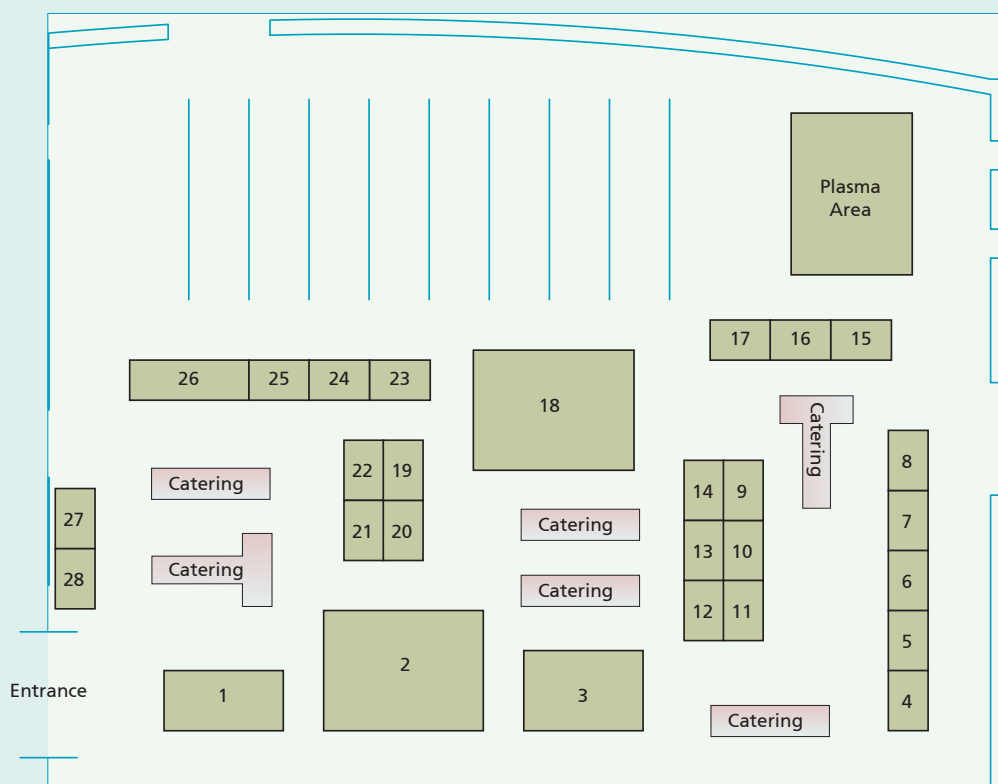 Plasma
Area
17 16 15
26 25 24 23
18
Catering
8
22 19
14 9
Catering
27
7
Catering
21 20
13 10
Catering
28
6
Catering
12 11
5
2
Entrance
1
3
4
Catering